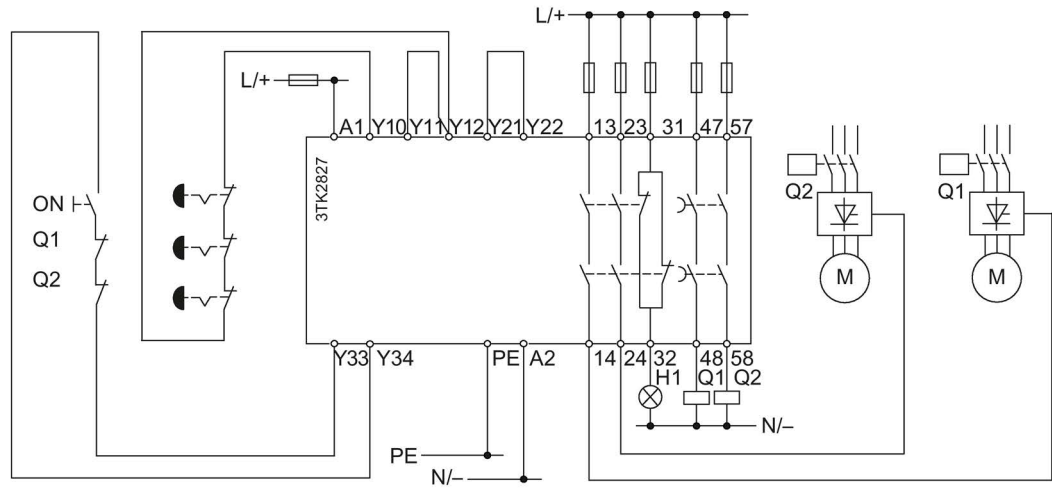 L/+
L/+
A1 Y10 Y11 Y12 Y21 Y22 13 23 31 47 57
3TK2827
ON
Q1
Q2
Q2
Q1
M
M
Y33 Y34 PE A2 14 24 32 48 58
H1 Q1 Q2
N/–
PE
N/–